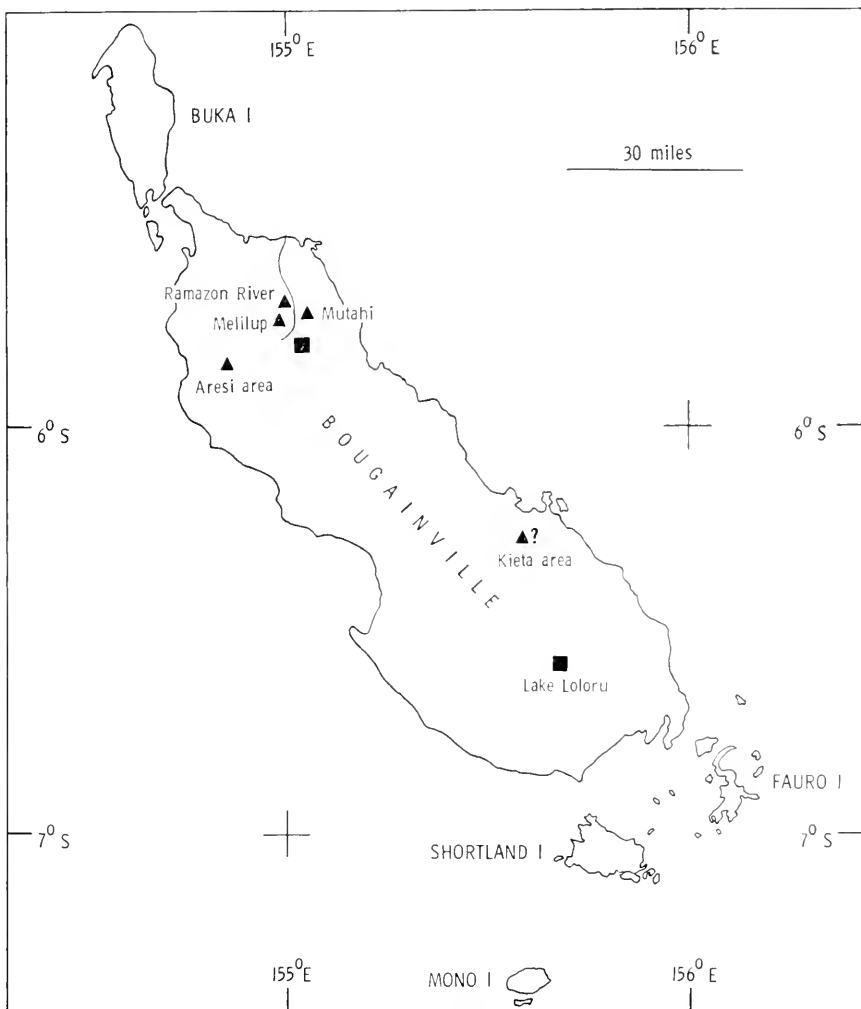 155° E
156° E
BUKA I
30 miles
Ramazon River
Mutahi
Melilup
Aresi area
6° S
6° S
BOUGAINVILLE
?
Kieta area
Lake Loloru
FAURO I
7° S
7° S
SHORTLAND I
155° E
156° E
MONO I